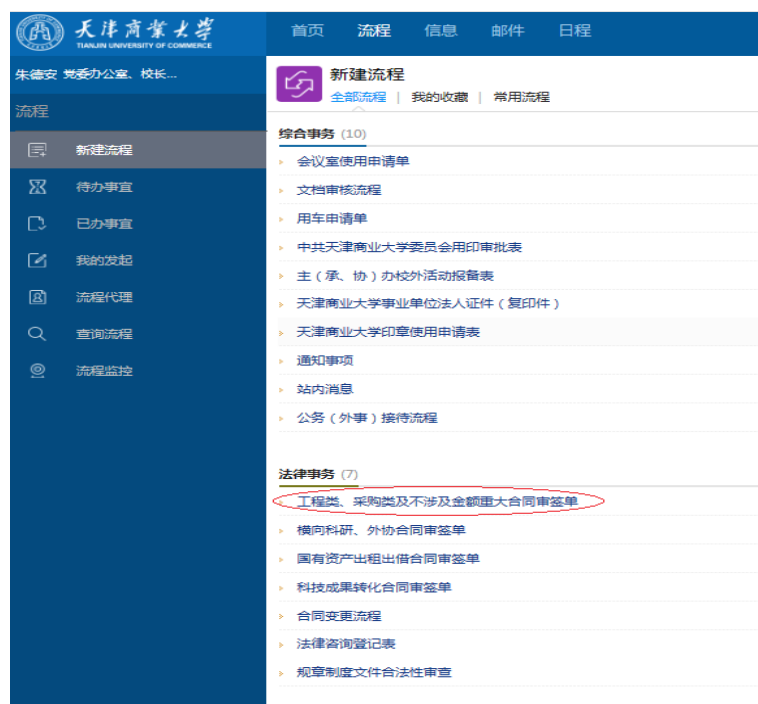 天津商業大學
TIANJIN UNIVERSITY OF COMMERCE
首页 流程 信息 邮件 日程
朱德安 党委办公室、校长...
新建流程
全部流程 | 我的收藏 | 常用流程
流程
新建流程
待办事宜
已办事宜
我的发起
流程代理
查询流程
流程监控
综合事务 (10)
会议室使用申请单
文档审核流程
用车申请单
中共天津商业大学委员会用印审批表
主（承、协）办校外活动报备表
天津商业大学事业单位法人证件（复印件）
天津商业大学印章使用申请表
通知事项
站内消息
公务（外事）接待流程
法律事务 (7)
工程类、采购类及不涉及金额重大合同审签单
横向科研、外协合同审签单
国有资产出租出借合同审签单
科技成果转化合同审签单
合同变更流程
法律咨询登记表
规章制度文件合法性审查